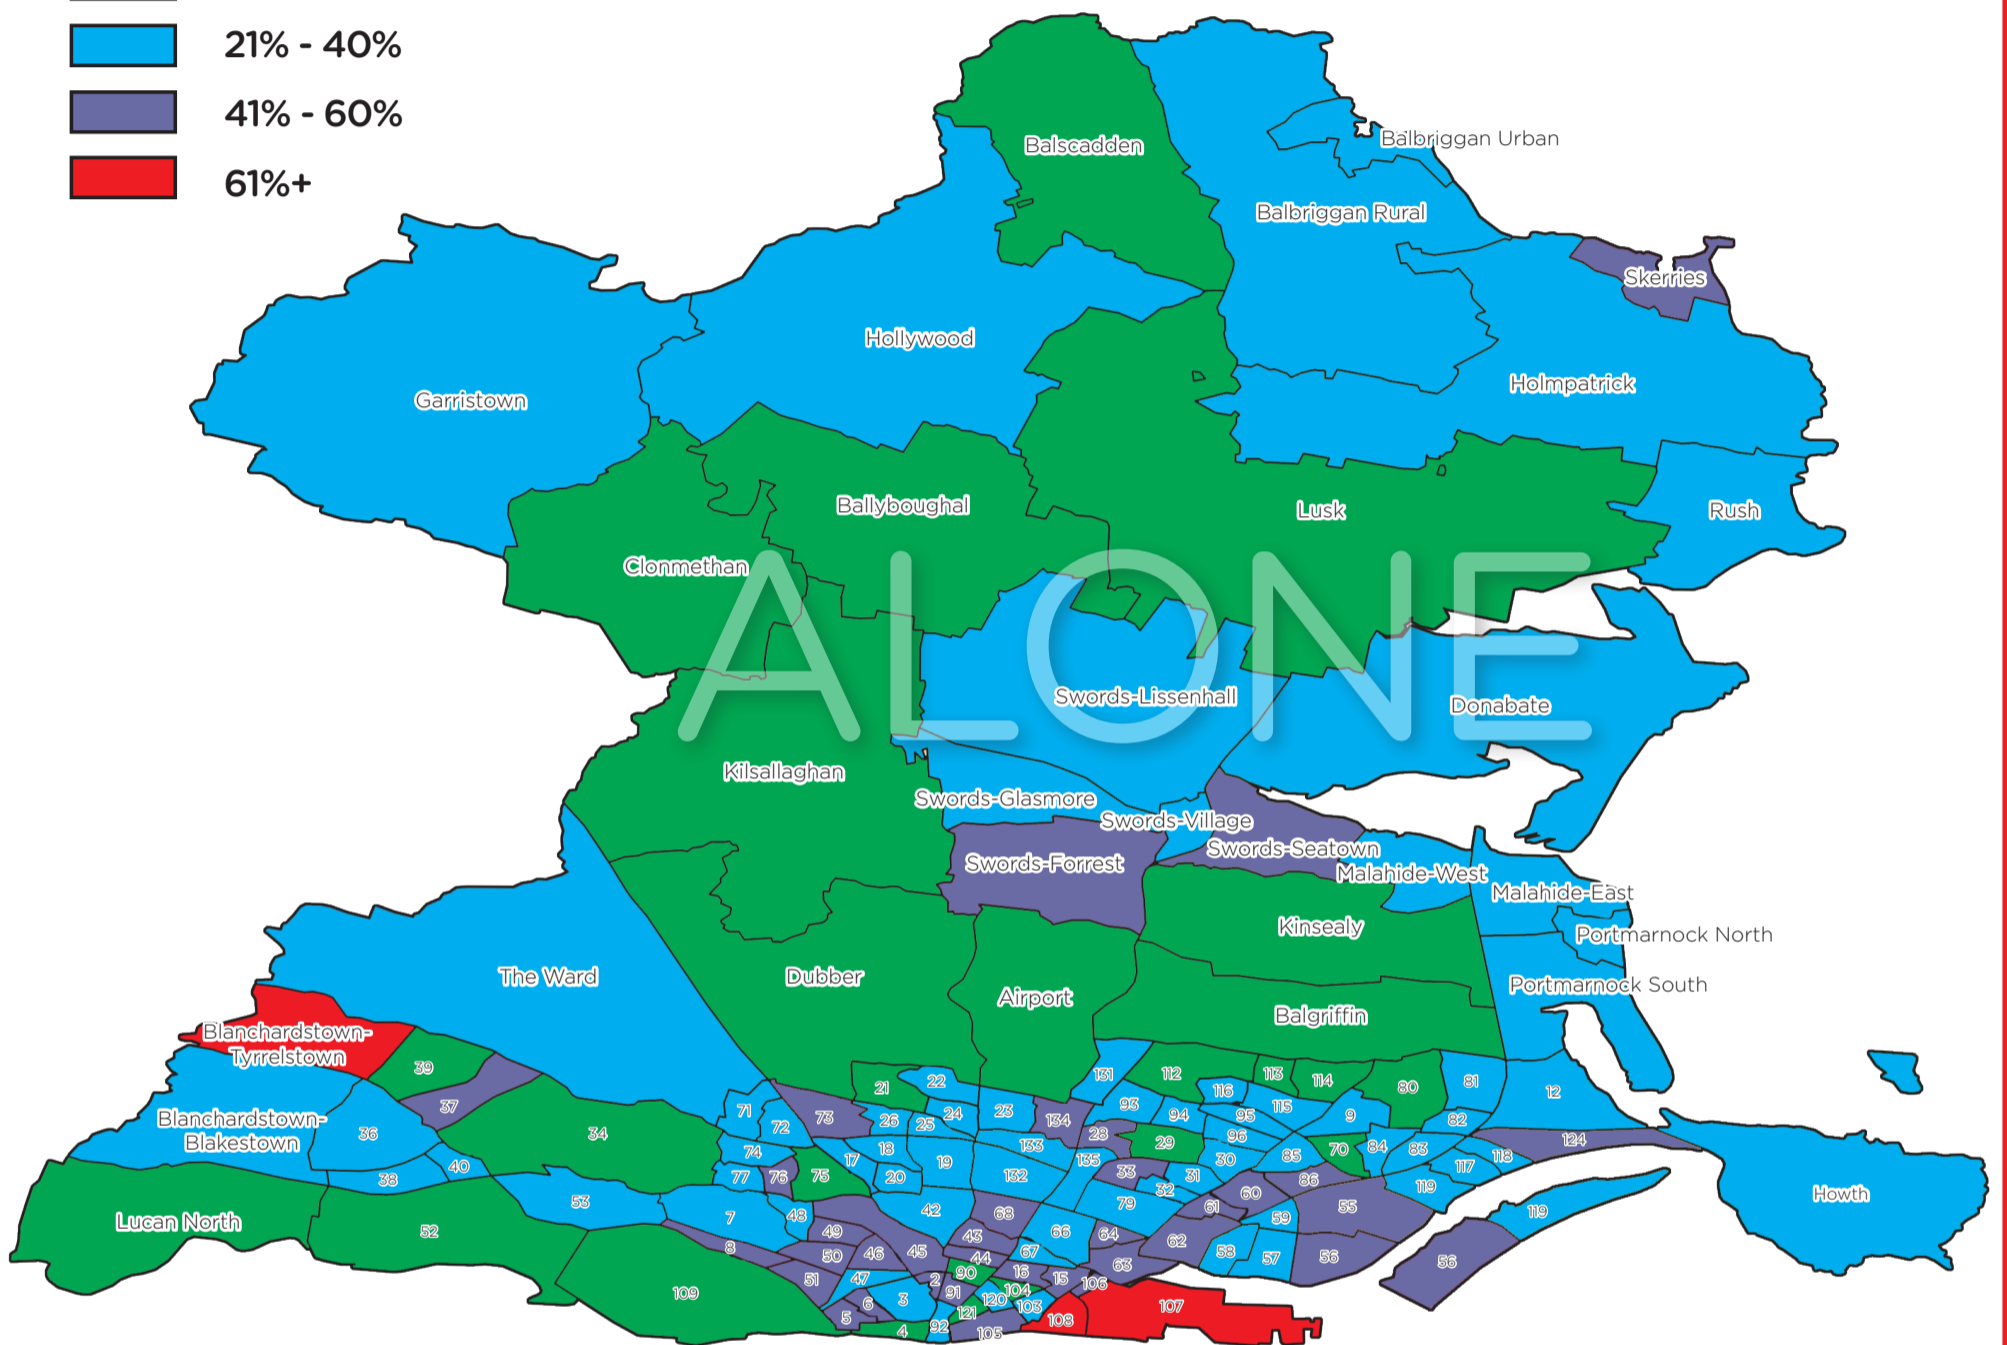 21% - 40%
41% - 60%
61%+
Balscadden
Balbriggan Urban
Balbriggan Rural
Skerries
Hollywood
Holmpatrick
Garristown
Ballyboughal
Lusk
Rush
Clonmethan
ALONE
Swords-Lissenhall
Donabate
Kilsallaghan
Swords-Glasmore
Swords-Village
Swords-Seatown
Swords-Forrest
Malahide-West
Malahide-East
Kinsealy
Portmarnock North
The Ward
Dubber
Portmarnock South
Airport
Balgriffin
Blanchardstown-
Tyrrelstown
39
131
112
113
114
80
81
12
21
22
116
37
71
73
26
25
24
23
134
93
94
95
115
9
82
Blanchardstown-
Blakestown
36
34
72
28
29
96
70
84
83
124
74
17
18
19
133
135
30
85
117
118
40
38
77
76
75
20
132
33
31
32
86
119
Howth
53
79
60
55
Lucan North
52
7
48
42
68
61
59
119
8
49
43
66
64
62
50
46
45
44
67
58
57
56
56
51
47
2
90
16
15
63
106
109
6
3
91
104
120
103
107
5
121
108
4
92
105